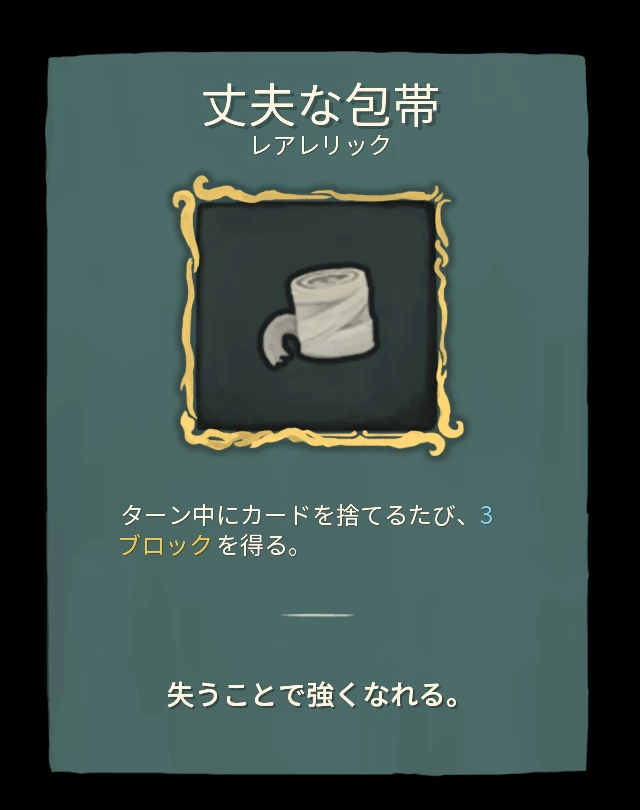 丈夫な包帯
レアレリック
ターン中にカードを捨てるたび、3
ブロックを得る。
失うことで強くなれる。